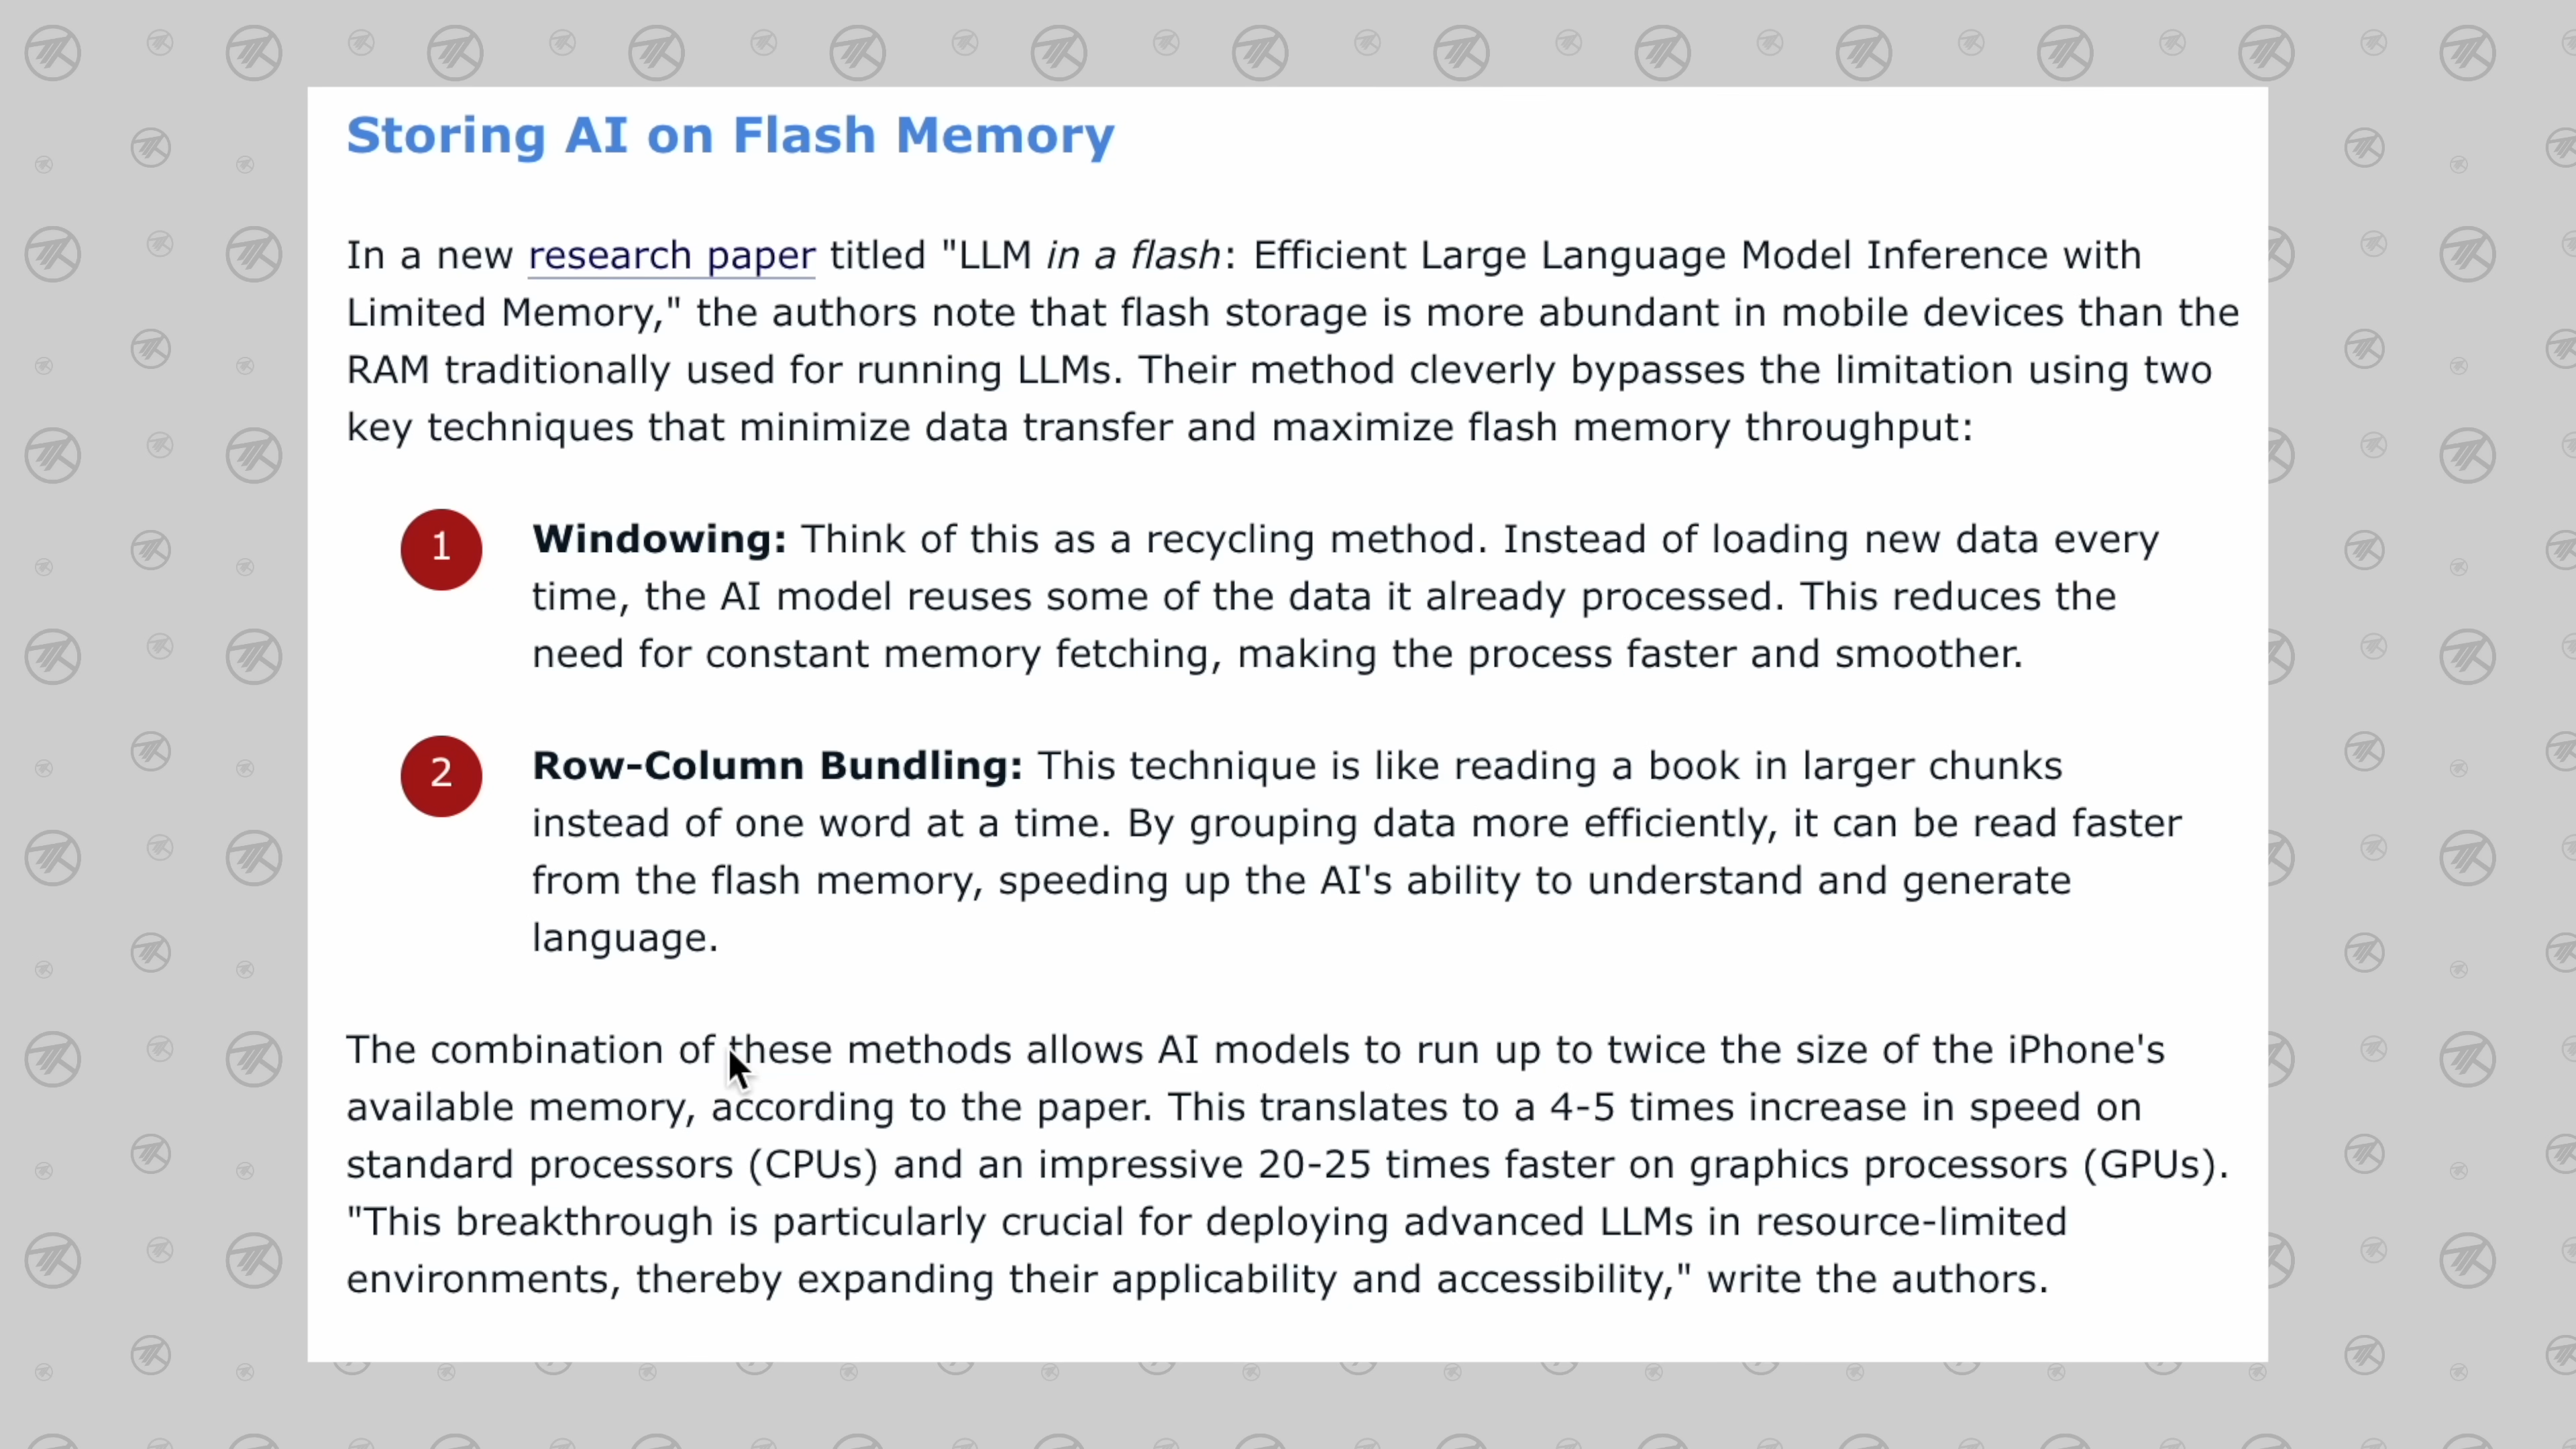 Storing AI on Flash Memory
In a new research paper titled "LLM in a flash: Efficient Large Language Model Inference with
Limited Memory," the authors note that flash storage is more abundant in mobile devices than the
RAM traditionally used for running LLMs. Their method cleverly bypasses the limitation using two
key techniques that minimize data transfer and maximize flash memory throughput:
1 Windowing: Think of this as a recycling method. Instead of loading new data every
time, the AI model reuses some of the data it already processed. This reduces the
need for constant memory fetching, making the process faster and smoother.
2 Row-Column Bundling: This technique is like reading a book in larger chunks
instead of one word at a time. By grouping data more efficiently, it can be read faster
from the flash memory, speeding up the AI's ability to understand and generate
language.
The combination of these methods allows AI models to run up to twice the size of the iPhone's
available memory, according to the paper. This translates to a 4-5 times increase in speed on
standard processors (CPUs) and an impressive 20-25 times faster on graphics processors (GPUs).
"This breakthrough is particularly crucial for deploying advanced LLMs in resource-limited
environments, thereby expanding their applicability and accessibility," write the authors.